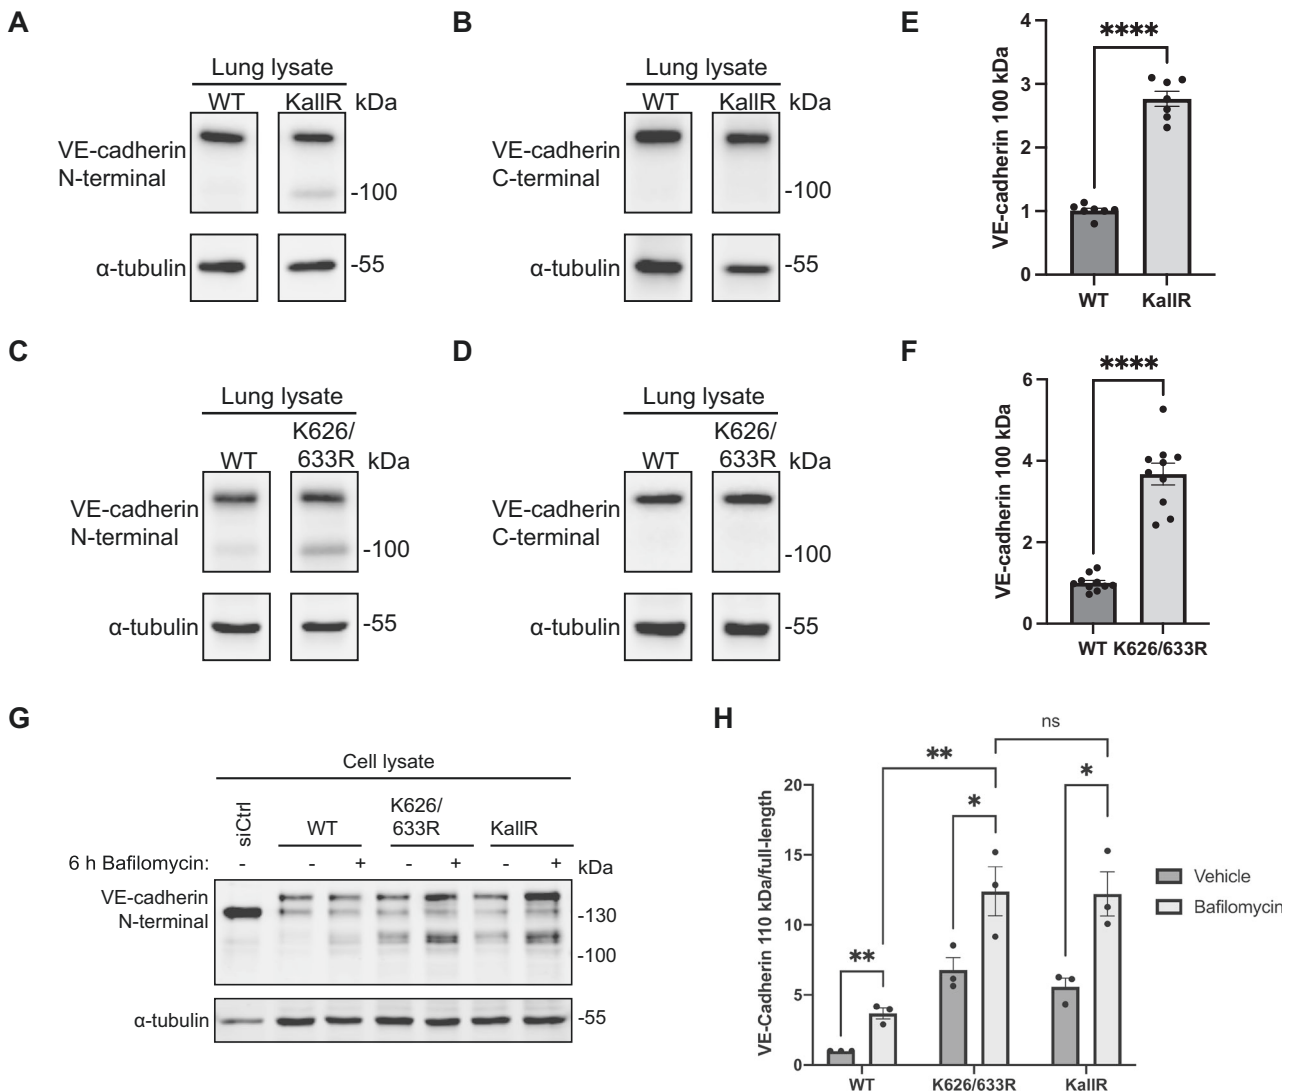 A
Lung lysate
WT KallR kDa
VE-cadherin
N-terminal
-100
α-tubulin
-55
B
Lung lysate
WT KallR kDa
VE-cadherin
C-terminal
-100
α-tubulin
-55
E
4
3
2
1
0
VE-cadherin 100 kDa
****
WT KallR
C
Lung lysate
WT K626/
633R kDa
VE-cadherin
N-terminal
-100
α-tubulin
-55
D
Lung lysate
WT K626/
633R kDa
VE-cadherin
C-terminal
-100
α-tubulin
-55
F
6
4
2
0
VE-cadherin 100 kDa
****
WT K626/633R
G
Cell lysate
siCtrl
WT
K626/
633R
KallR
6 h Bafilomycin: - - + - + - + kDa
VE-cadherin
N-terminal
-130
-100
α-tubulin
-55
H
VE-Cadherin 110 kDa/full-length
20
15
10
5
0
**
**
*
ns
*
WT K626/633R KallR
Vehicle
Bafilomycin